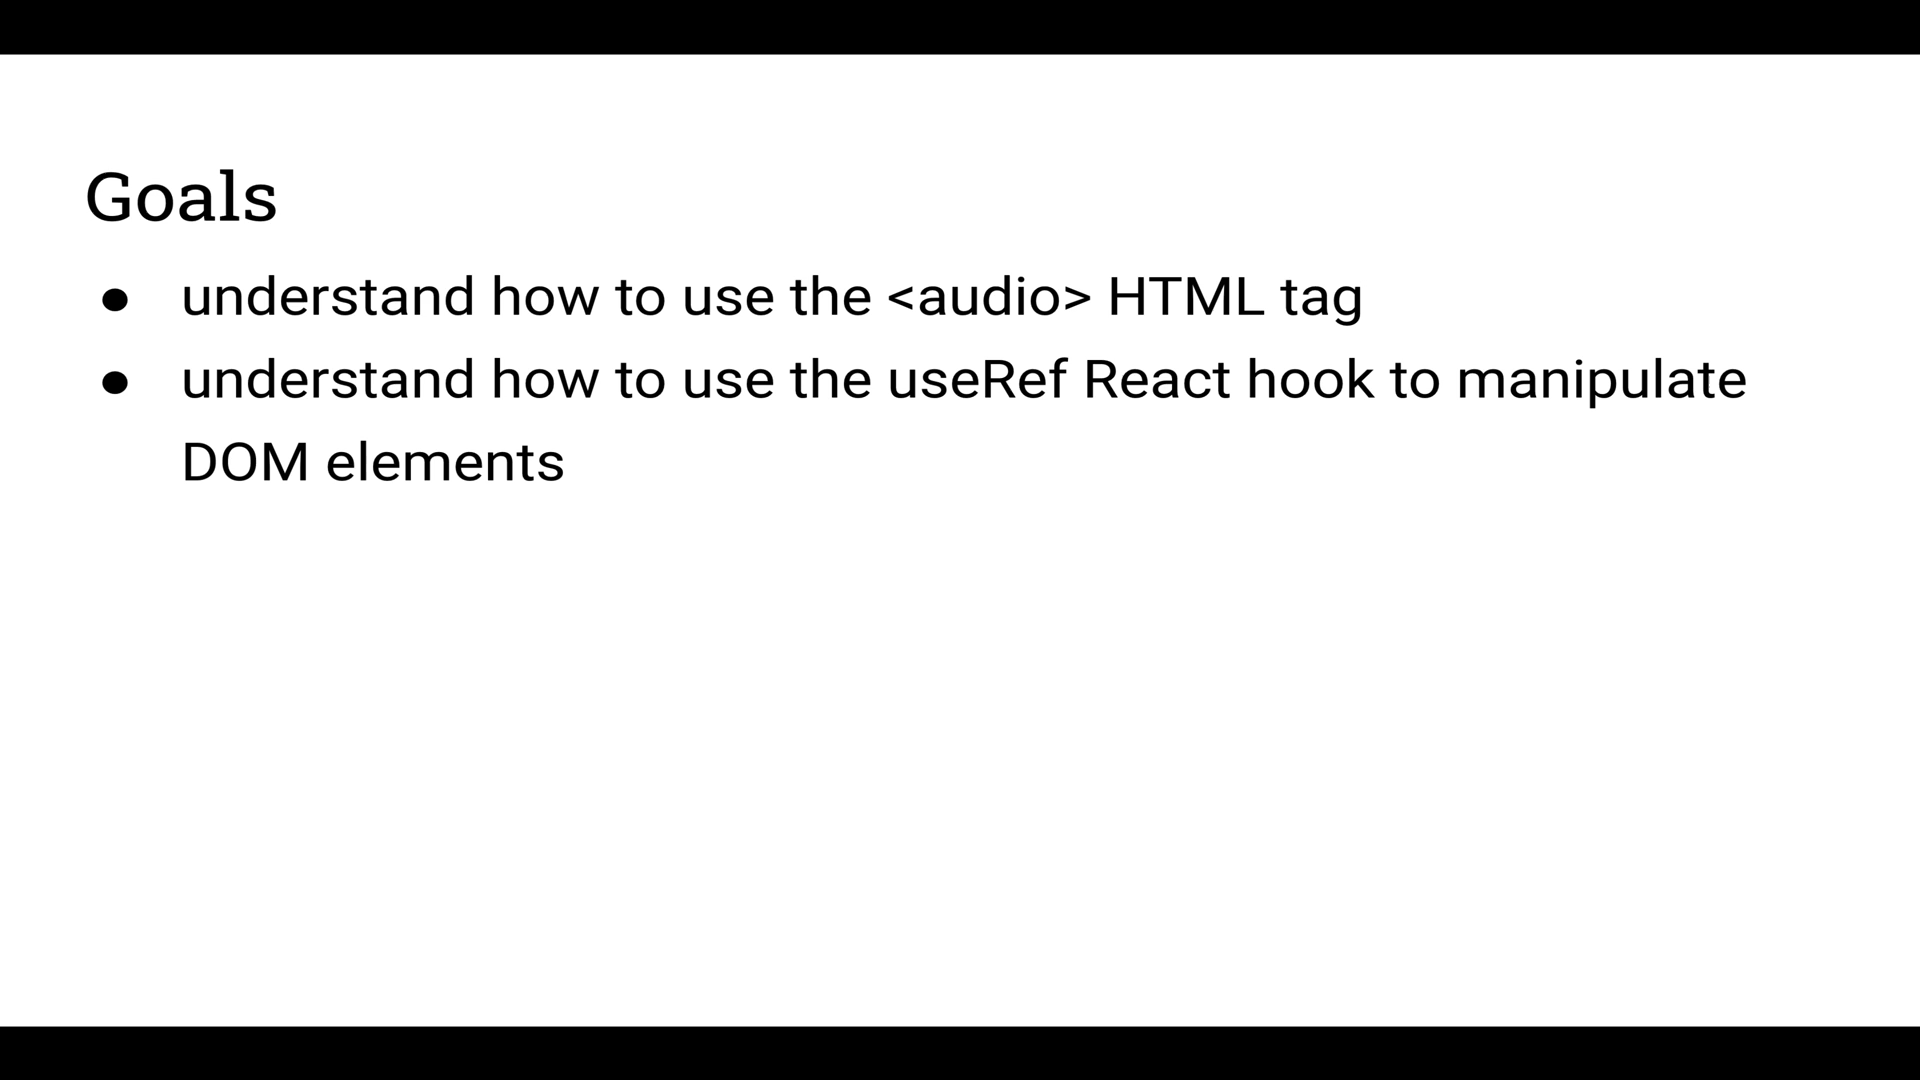 Goals
● understand how to use the <audio> HTML tag
● understand how to use the useRef React hook to manipulate
DOM elements